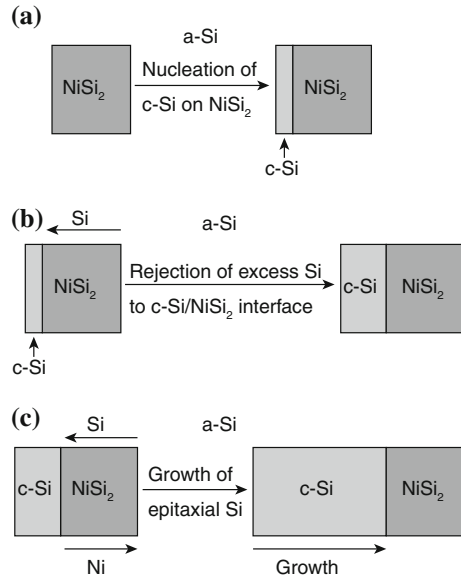 (a)
a-Si
NiSi₂
Nucleation of
c-Si on NiSi₂
NiSi₂
c-Si
(b)
Si
a-Si
NiSi₂
Rejection of excess Si
to c-Si/NiSi₂ interface
c-Si
NiSi₂
c-Si
(c)
Si
a-Si
c-Si
NiSi₂
Growth of
epitaxial Si
c-Si
NiSi₂
Ni
Growth